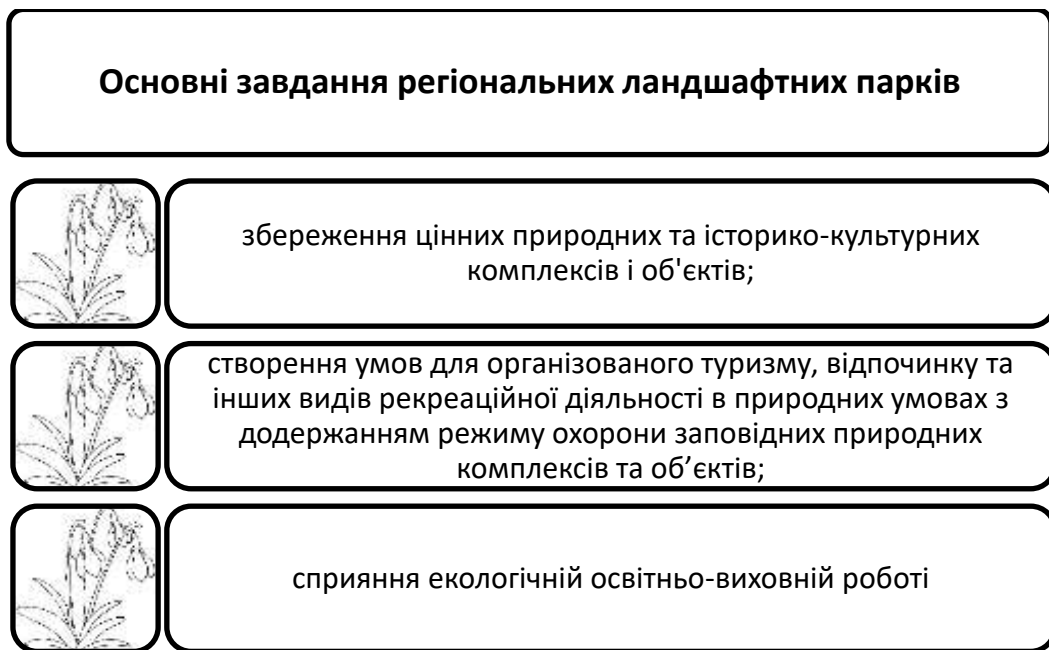 Основні завдання регіональних ландшафтних парків
збереження цінних природних та історико-культурних
комплексів і об'єктів;
створення умов для організованого туризму, відпочинку та
інших видів рекреаційної діяльності в природних умовах з
додержанням режиму охорони заповідних природних
комплексів та об’єктів;
сприяння екологічній освітньо-виховній роботі